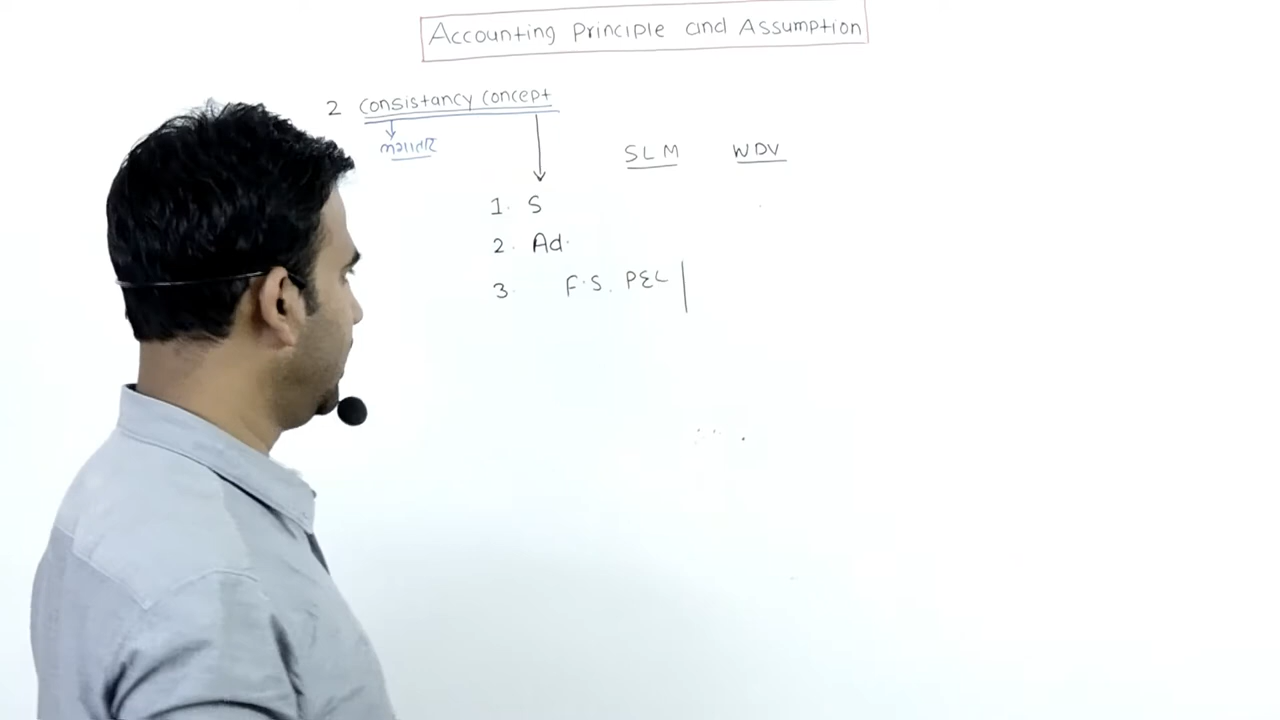 Accounting Principle and Assumption
2 Consistancy Concept
SLM WDV
1. S
2. Ad.
3. F.S. P&L